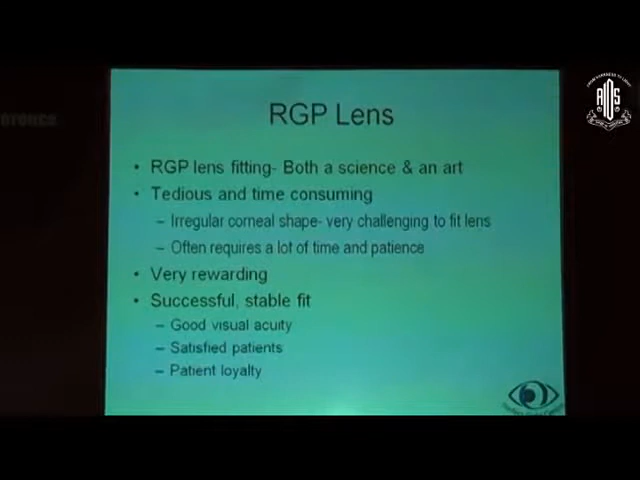 RGP Lens
• RGP lens fitting- Both a science & an art
• Tedious and time consuming
– Irregular corneal shape- very challenging to fit lens
– Often requires a lot of time and patience
• Very rewarding
• Successful, stable fit
– Good visual acuity
– Satisfied patients
– Patient loyalty
AIOS